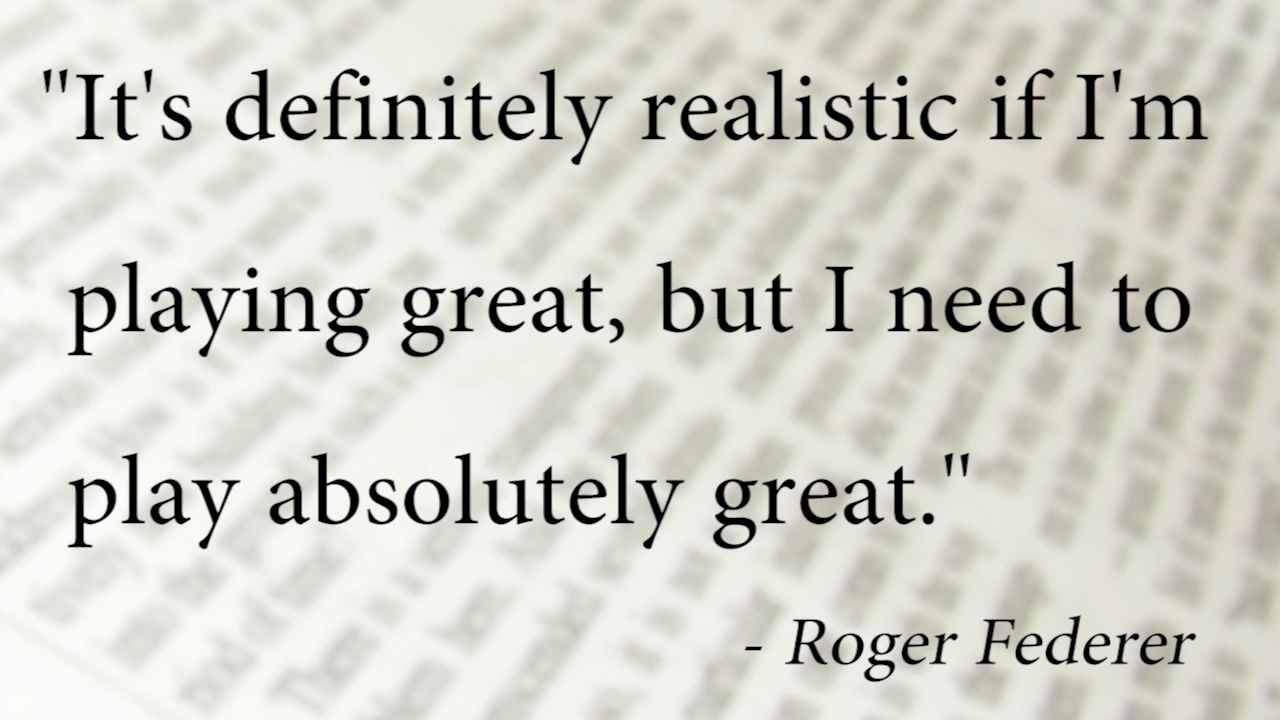 "It's definitely realistic if I'm
playing great, but I need to
play absolutely great."
- Roger Federer